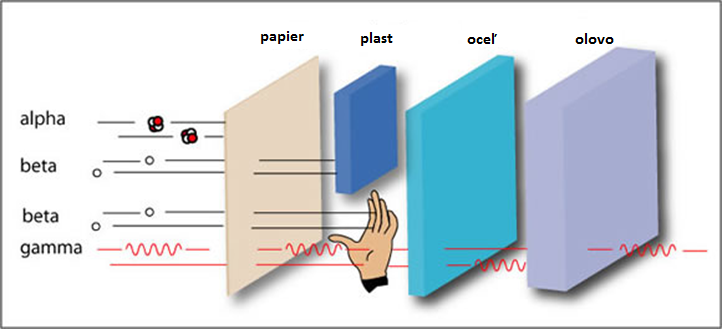 papier plast oceľ olovo
alpha
beta
beta
gamma